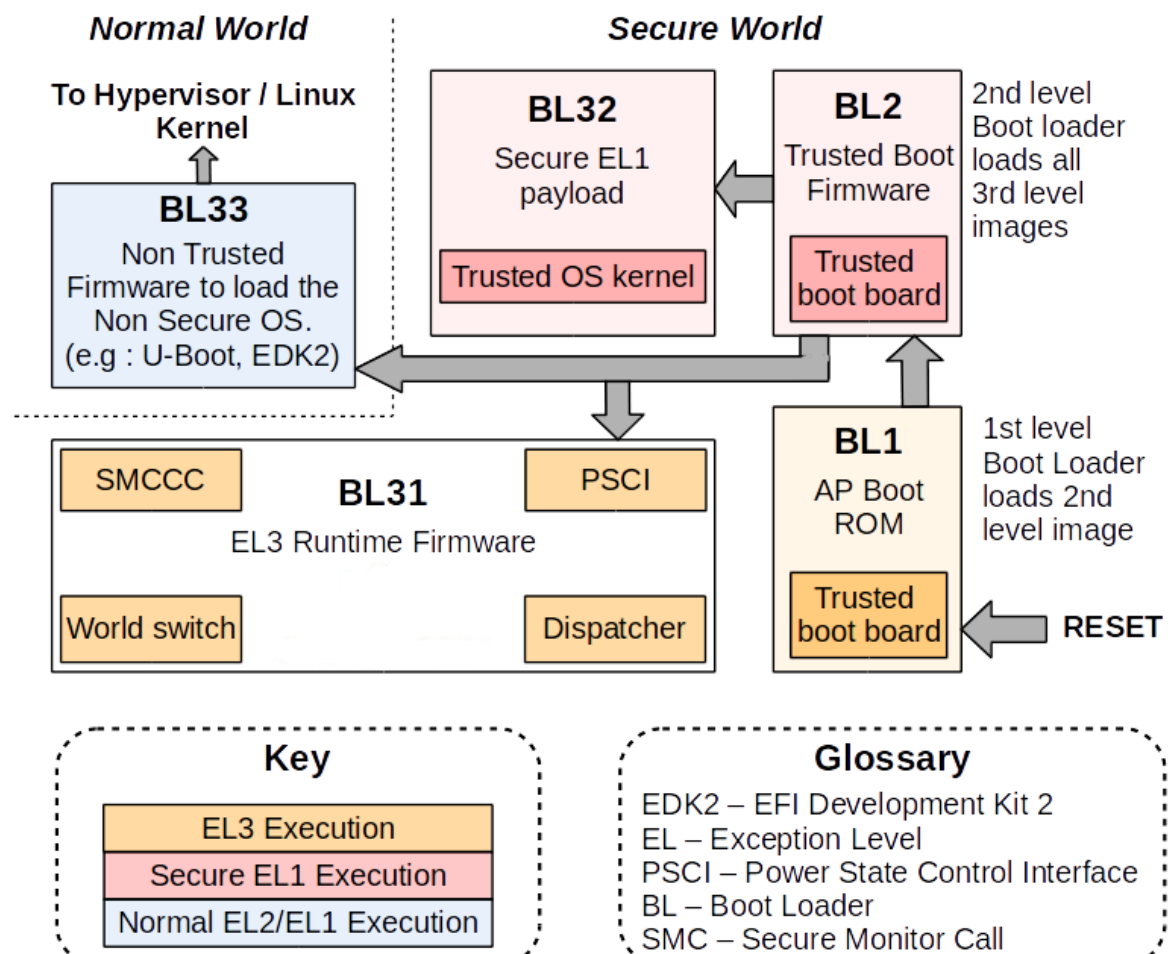 Normal World
Secure World
To Hypervisor / Linux
Kernel
BL33
Non Trusted
Firmware to load the
Non Secure OS.
(e.g : U-Boot, EDK2)
BL32
Secure EL1
payload
Trusted OS kernel
BL2
Trusted Boot
Firmware
Trusted
boot board
2nd level
Boot loader
loads all
3rd level
images
SMCCC
BL31
PSCI
EL3 Runtime Firmware
World switch
Dispatcher
BL1
AP Boot
ROM
Trusted
boot board
1st level
Boot Loader
loads 2nd
level image
RESET
Key
EL3 Execution
Secure EL1 Execution
Normal EL2/EL1 Execution
Glossary
EDK2 – EFI Development Kit 2
EL – Exception Level
PSCI – Power State Control Interface
BL – Boot Loader
SMC – Secure Monitor Call